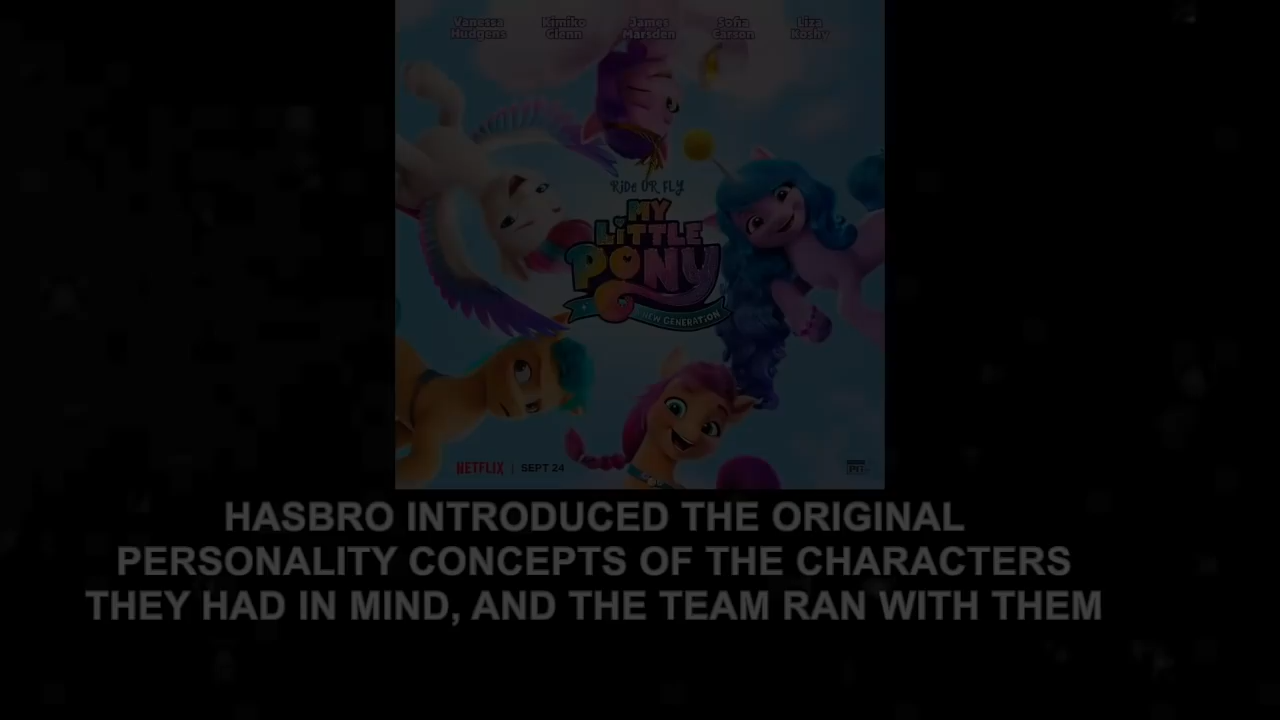 Vanessa Kimiko James Sofia Liza
Hudgens Glenn Marsden Carson Koshy
RIDE OR FLY
MY
LITTLE
PONY
NEW GENERATION
NETFLIX | SEPT 24
PG
HASBRO INTRODUCED THE ORIGINAL
PERSONALITY CONCEPTS OF THE CHARACTERS
THEY HAD IN MIND, AND THE TEAM RAN WITH THEM